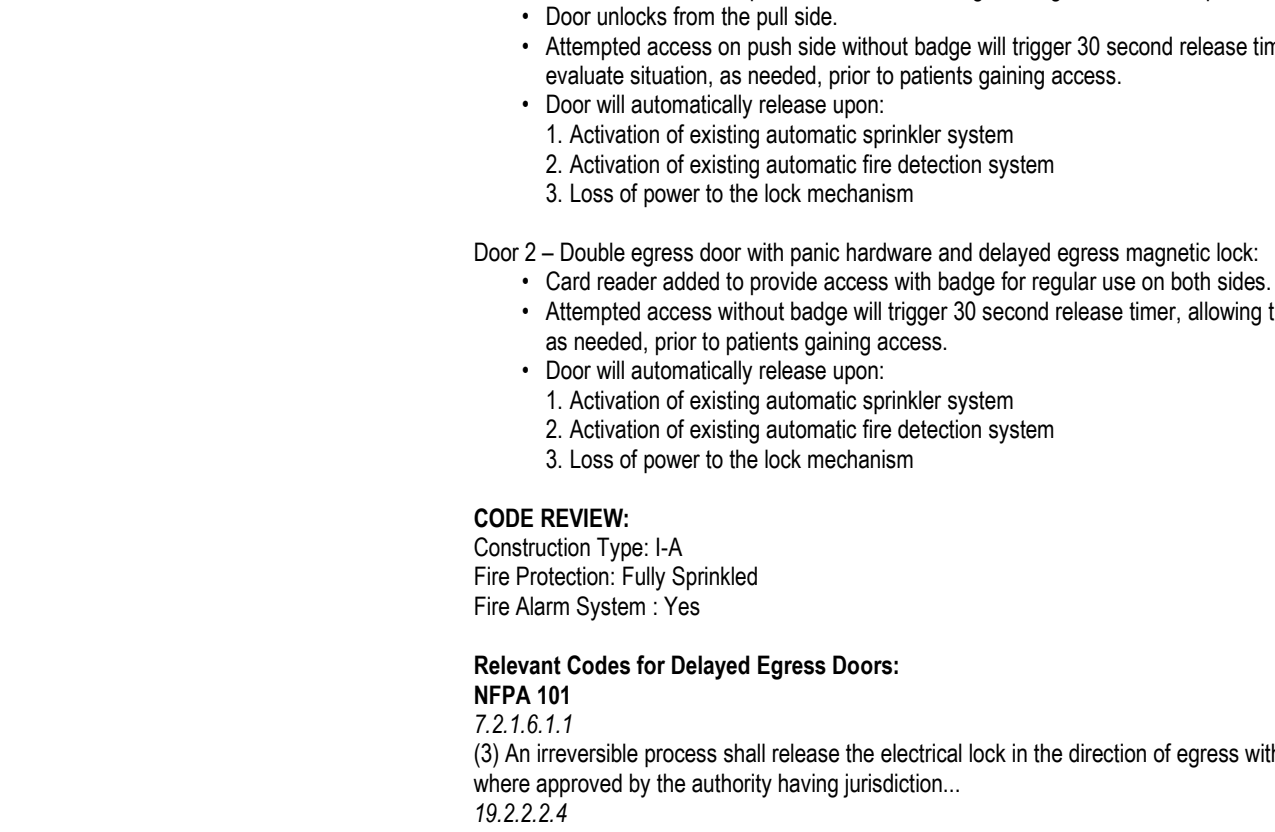 • Door unlocks from the pull side.
• Attempted access on push side without badge will trigger 30 second release
evaluate situation, as needed, prior to patients gaining access.
• Door will automatically release upon:
1. Activation of existing automatic sprinkler system
2. Activation of existing automatic fire detection system
3. Loss of power to the lock mechanism
Door 2 – Double egress door with panic hardware and delayed egress magnetic lock:
• Card reader added to provide access with badge for regular use on both sides.
• Attempted access without badge will trigger 30 second release timer, allowing
as needed, prior to patients gaining access.
• Door will automatically release upon:
1. Activation of existing automatic sprinkler system
2. Activation of existing automatic fire detection system
3. Loss of power to the lock mechanism
CODE REVIEW:
Construction Type: I-A
Fire Protection: Fully Sprinkled
Fire Alarm System : Yes
Relevant Codes for Delayed Egress Doors:
NFPA 101
7.2.1.6.1.1
(3) An irreversible process shall release the electrical lock in the direction of egress
where approved by the authority having jurisdiction...
19.2.2.2.4